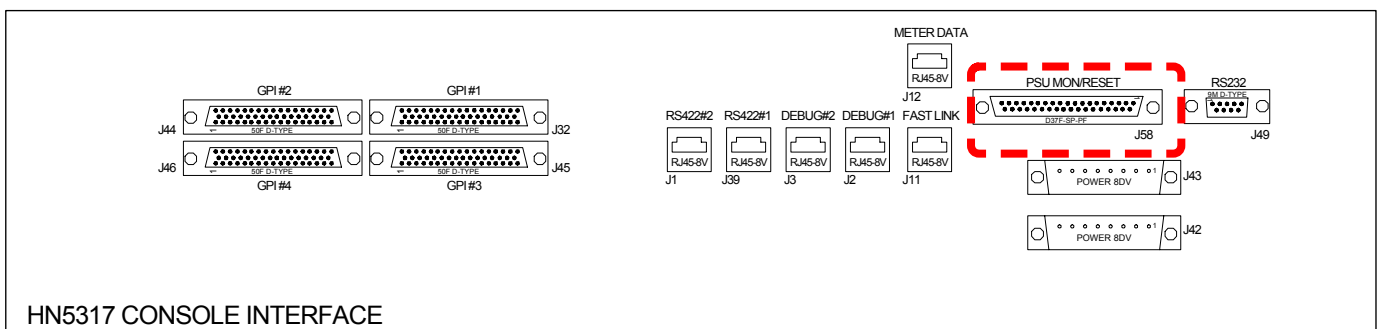 METER DATA
RJ45-8V
J12
PSU MON/RESET
D37F-SP-PF
J58
RS232
9M D-TYPE
J49
GPI #2
50F D-TYPE
J44
GPI #1
50F D-TYPE
J32
J46
50F D-TYPE
GPI #4
50F D-TYPE
J45
GPI #3
RS422#2
RJ45-8V
J1
RS422#1
RJ45-8V
J39
DEBUG#2
RJ45-8V
J3
DEBUG#1
RJ45-8V
J2
FAST LINK
RJ45-8V
J11
1
POWER 8DV
J43
1
POWER 8DV
J42
HN5317 CONSOLE INTERFACE